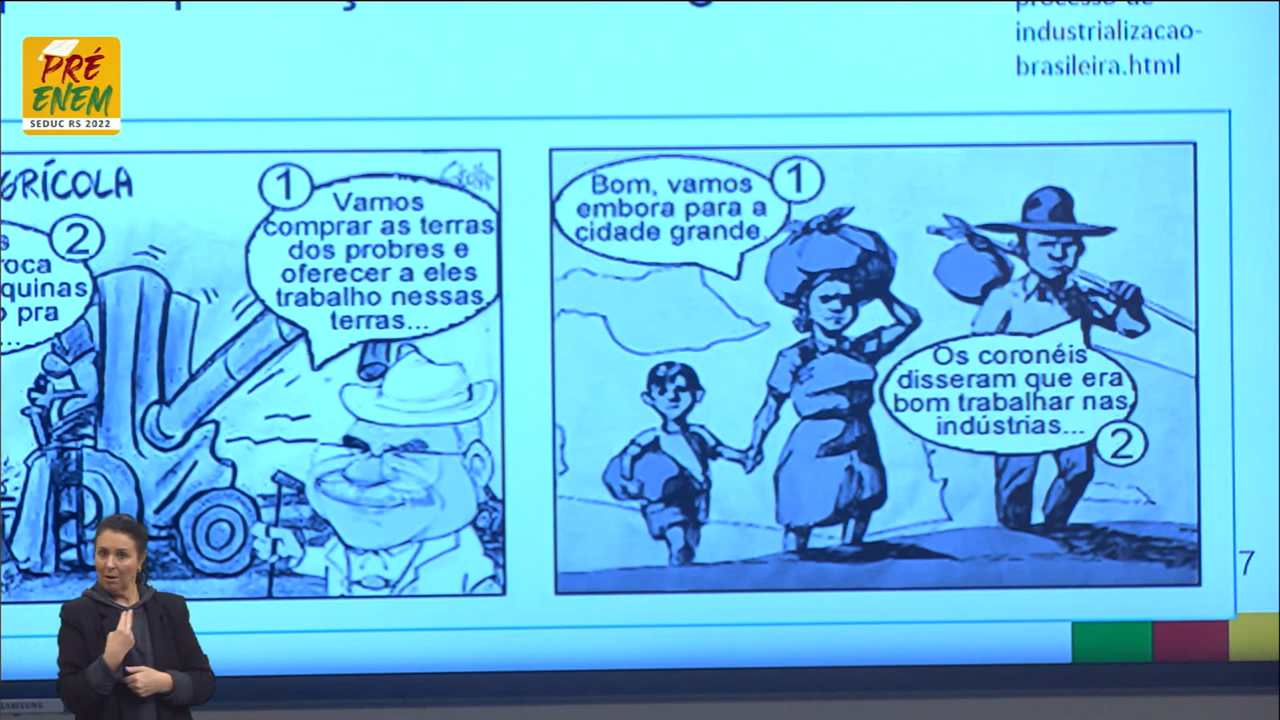 industrializacao-
brasileira.html
PRÉ
ENEM
SEDUC RS 2022
1
Vamos
comprar as terras
dos probres e
oferecer a eles
trabalho nessas
terras...
2
quinas
pra
1
Bom, vamos
embora para a
cidade grande.
Os coronéis
disseram que era
bom trabalhar nas
indústrias...
2
7
SAMSUNG